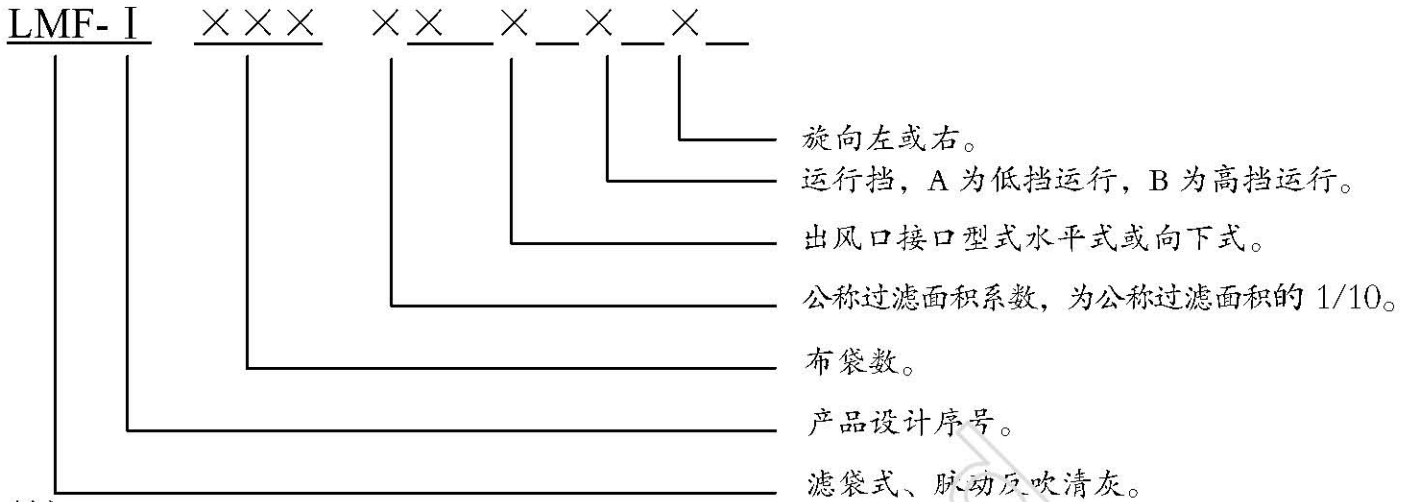 LMF-Ⅰ ××× ×× × × ×
旋向左或右。
运行挡，A 为低挡运行，B 为高挡运行。
出风口接口型式水平式或向下式。
公称过滤面积系数，为公称过滤面积的 1/10。
布袋数。
产品设计序号。
滤袋式、脉动反吹清灰。